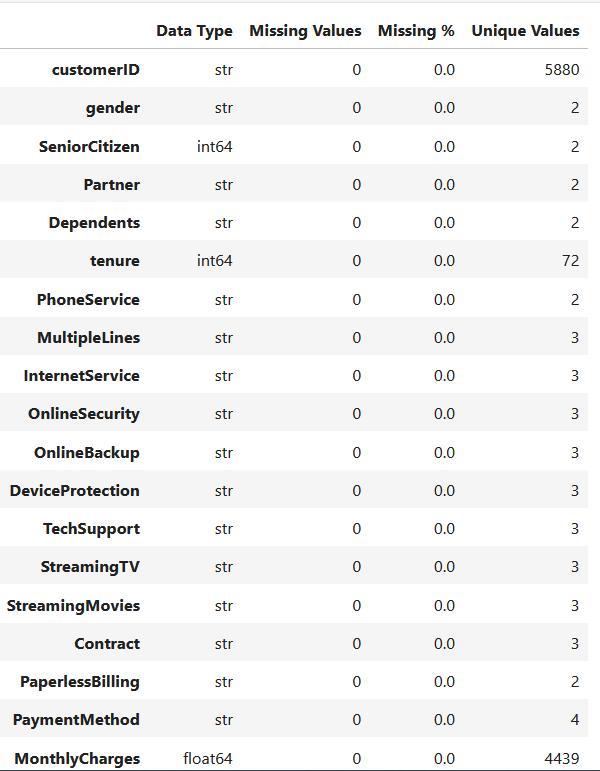 Data Type Missing Values Missing % Unique Values
customerID str 0 0.0 5880
gender str 0 0.0 2
SeniorCitizen int64 0 0.0 2
Partner str 0 0.0 2
Dependents str 0 0.0 2
tenure int64 0 0.0 72
PhoneService str 0 0.0 2
MultipleLines str 0 0.0 3
InternetService str 0 0.0 3
OnlineSecurity str 0 0.0 3
OnlineBackup str 0 0.0 3
DeviceProtection str 0 0.0 3
TechSupport str 0 0.0 3
StreamingTV str 0 0.0 3
StreamingMovies str 0 0.0 3
Contract str 0 0.0 3
PaperlessBilling str 0 0.0 2
PaymentMethod str 0 0.0 4
MonthlyCharges float64 0 0.0 4439